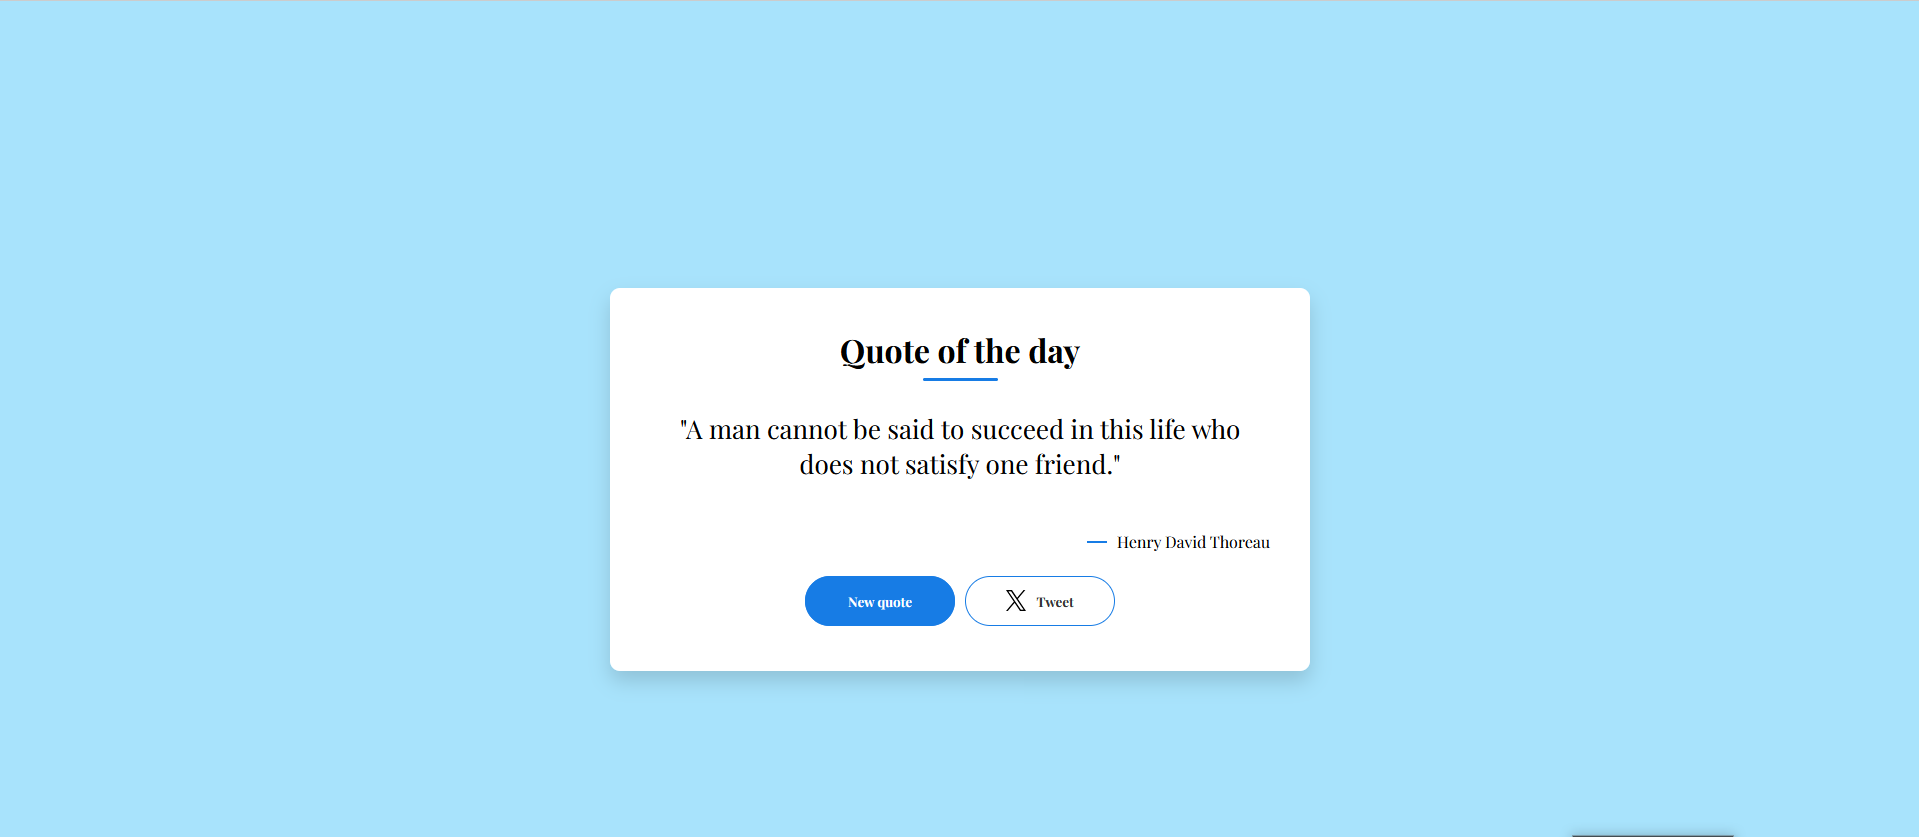 Quote of the day
"A man cannot be said to succeed in this life who
does not satisfy one friend."
Henry David Thoreau
New quote
Tweet